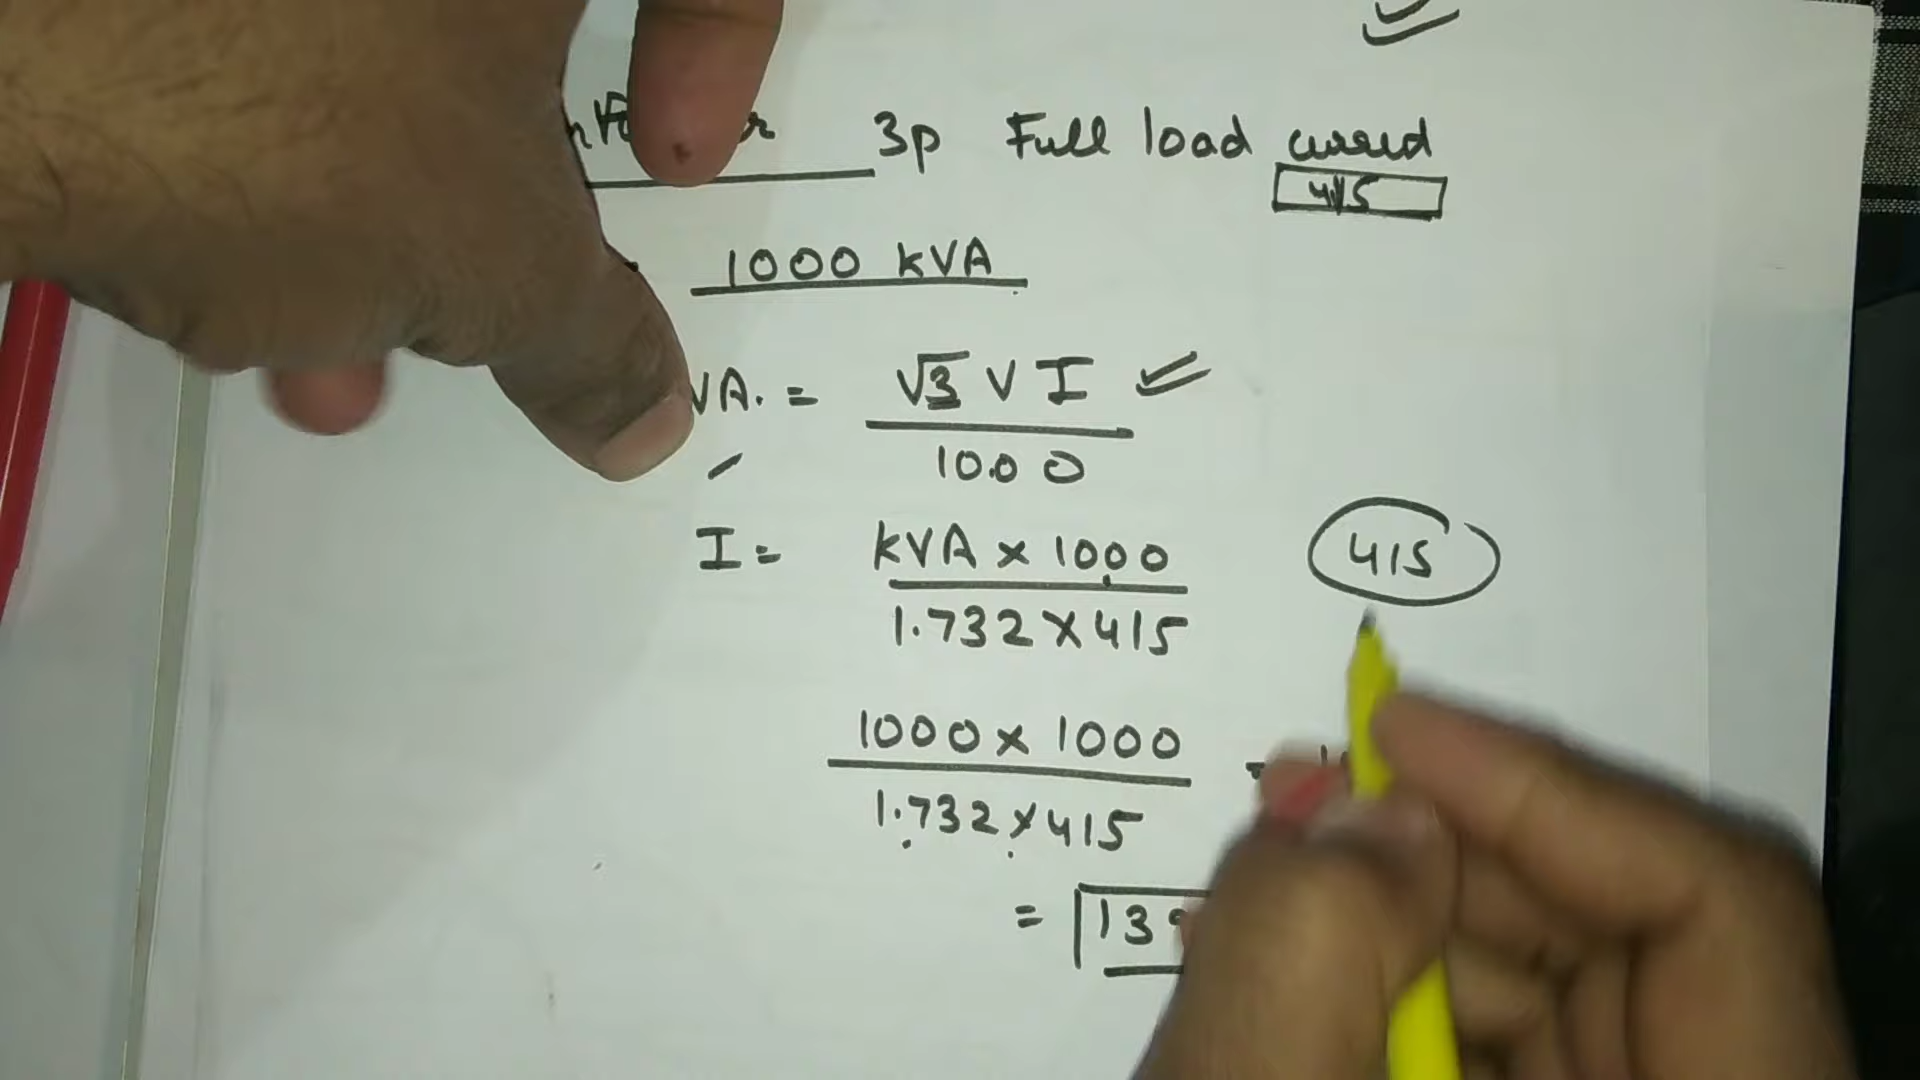 3p Full load current
415
1000 KVA
VA. = √3 V I
1000
I = KVA x 1000
1.732 x 415
415
1000 x 1000
1.732 x 415
=